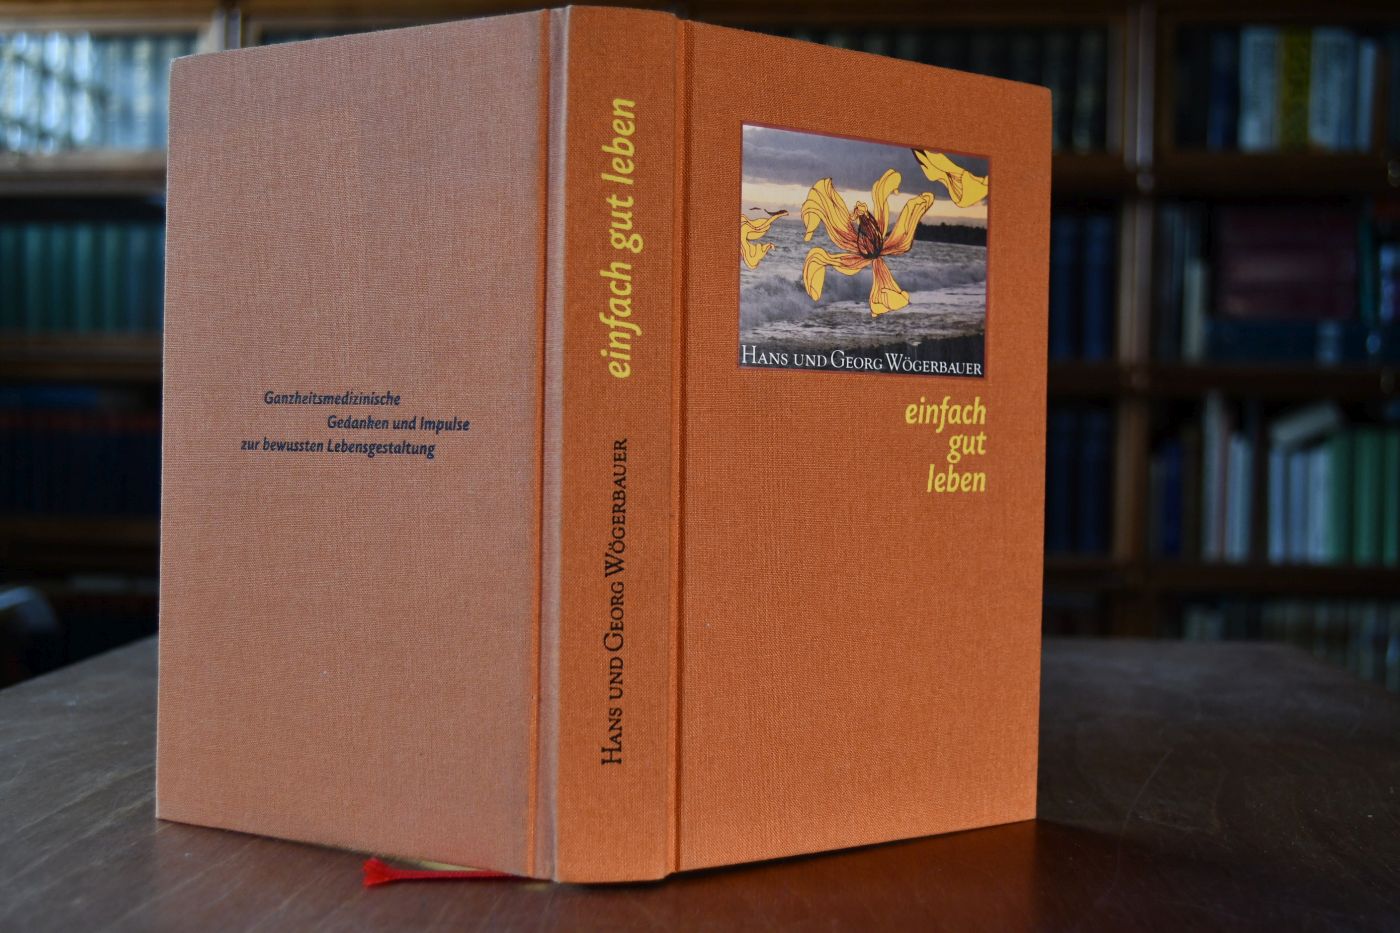 Ganzheitsmedizinische
Gedanken und Impulse
zur bewussten Lebensgestaltung
einfach gut leben
HANS UND GEORG WÖGERBAUER
HANS UND GEORG WÖGERBAUER
einfach
gut
leben